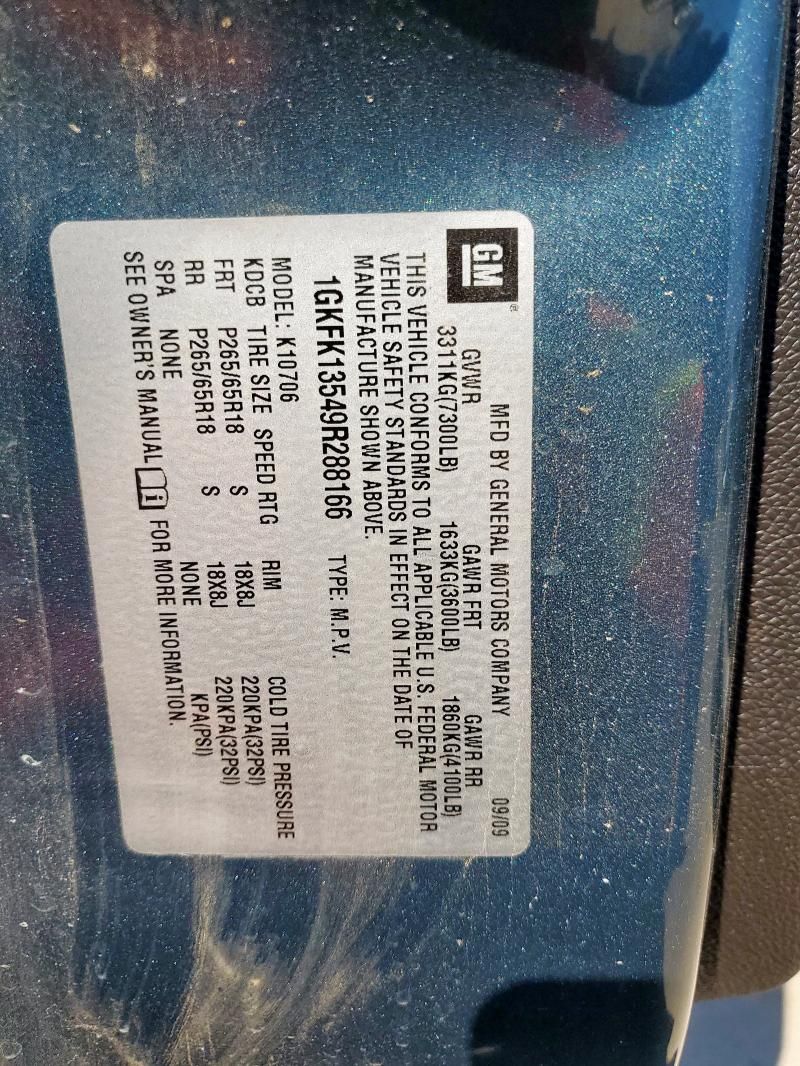 GM®
MFD BY GENERAL MOTORS COMPANY 09/09
GVWR GAWR FRT GAWR RR
3311KG(7300LB) 1633KG(3600LB) 1860KG(4100LB)
THIS VEHICLE CONFORMS TO ALL APPLICABLE U.S. FEDERAL MOTOR
VEHICLE SAFETY STANDARDS IN EFFECT ON THE DATE OF
MANUFACTURE SHOWN ABOVE.
1GKFK13549R288166 TYPE: M.P.V.
MODEL: K10706
KDCB TIRE SIZE SPEED RTG RIM COLD TIRE PRESSURE
FRT P265/65R18 S 18X8J 220KPA(32PSI)
RR P265/65R18 S 18X8J 220KPA(32PSI)
SPA NONE NONE KPA(PSI)
SEE OWNER'S MANUAL i FOR MORE INFORMATION.